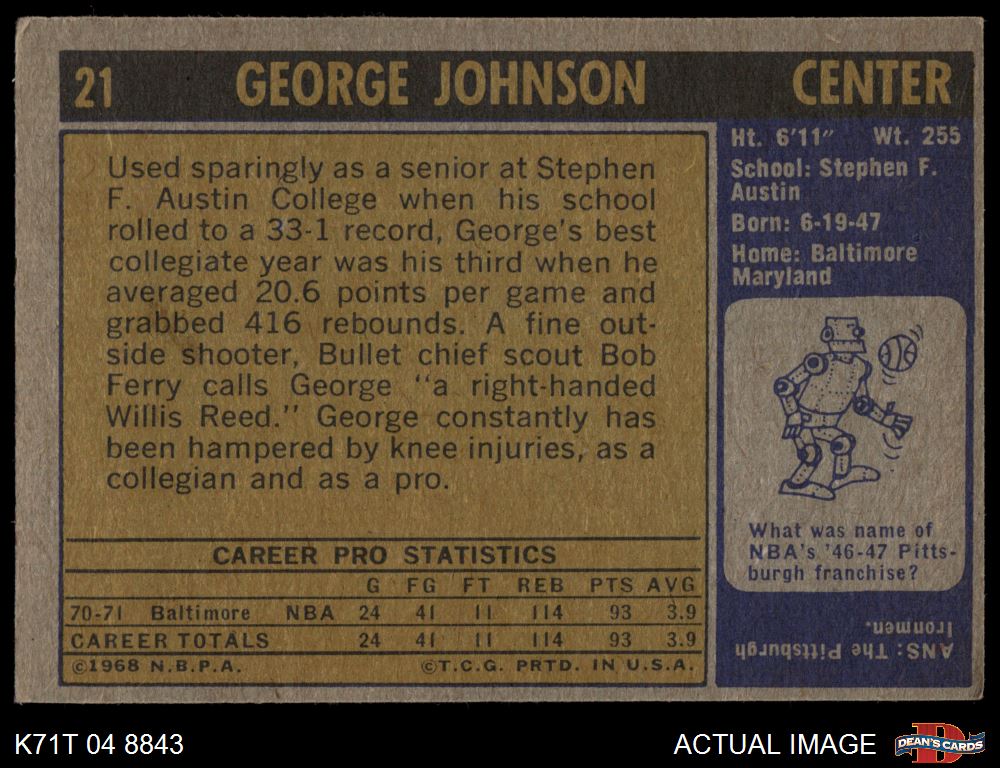 21 GEORGE JOHNSON CENTER
Used sparingly as a senior at Stephen
F. Austin College when his school
rolled to a 33-1 record, George's best
collegiate year was his third when he
averaged 20.6 points per game and
grabbed 416 rebounds. A fine out-
side shooter, Bullet chief scout Bob
Ferry calls George "a right-handed
Willis Reed." George constantly has
been hampered by knee injuries, as a
collegian and as a pro.
CAREER PRO STATISTICS
G FG FT REB PTS AVG
70-71 Baltimore NBA 24 41 11 114 93 3.9
CAREER TOTALS 24 41 11 114 93 3.9
©1968 N.B.P.A. ©T.C.G. PRTD. IN U.S.A.
Ht. 6'11" Wt. 255
School: Stephen F.
Austin
Born: 6-19-47
Home: Baltimore
Maryland
What was name of
NBA's '46-47 Pitts-
burgh franchise?
ANS: The Pittsburgh
Ironmen.
K71T 04 8843
ACTUAL IMAGE
D
DEAN'S CARDS